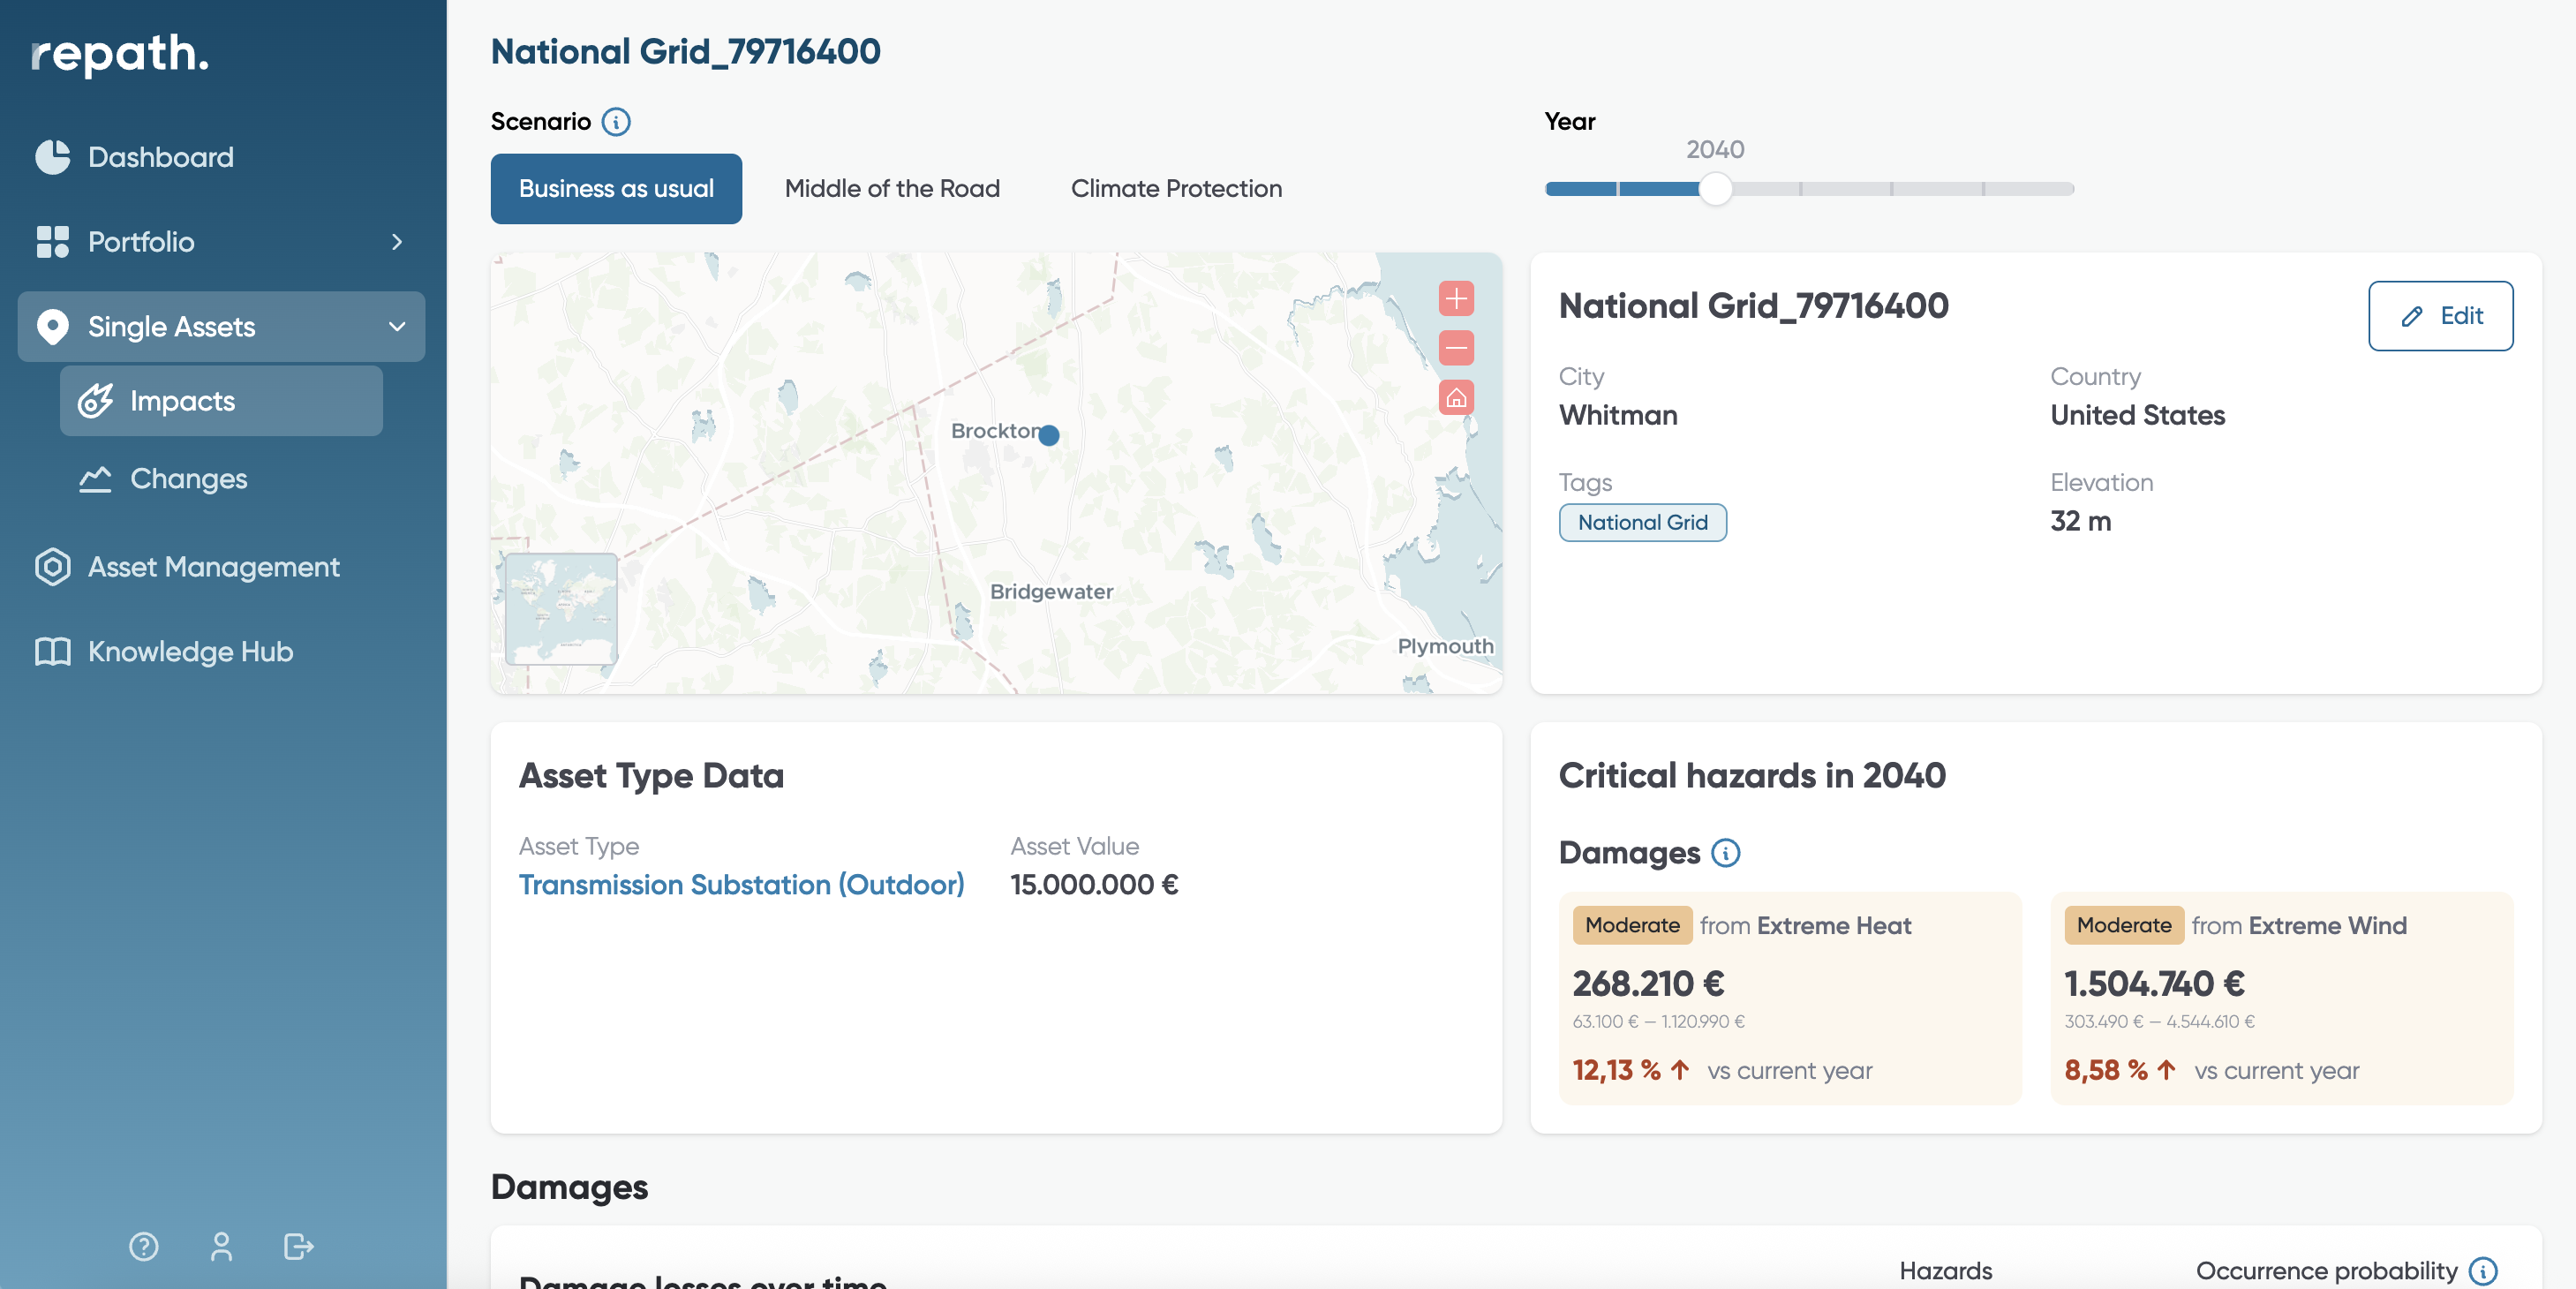 repath.
Dashboard
Portfolio
Single Assets
Impacts
Changes
Asset Management
Knowledge Hub
National Grid_79716400
Scenario
Business as usual
Middle of the Road
Climate Protection
Year
2040
Brockton
Bridgewater
Plymouth
National Grid_79716400
Edit
City
Whitman
Country
United States
Tags
National Grid
Elevation
32 m
Asset Type Data
Asset Type
Transmission Substation (Outdoor)
Asset Value
15.000.000 €
Critical hazards in 2040
Damages
Moderate from Extreme Heat
268.210 €
63.100 € – 1.120.990 €
12,13 % ↑ vs current year
Moderate from Extreme Wind
1.504.740 €
303.490 € – 4.544.610 €
8,58 % ↑ vs current year
Damages
Damage losses over time
Hazards
Occurrence probability